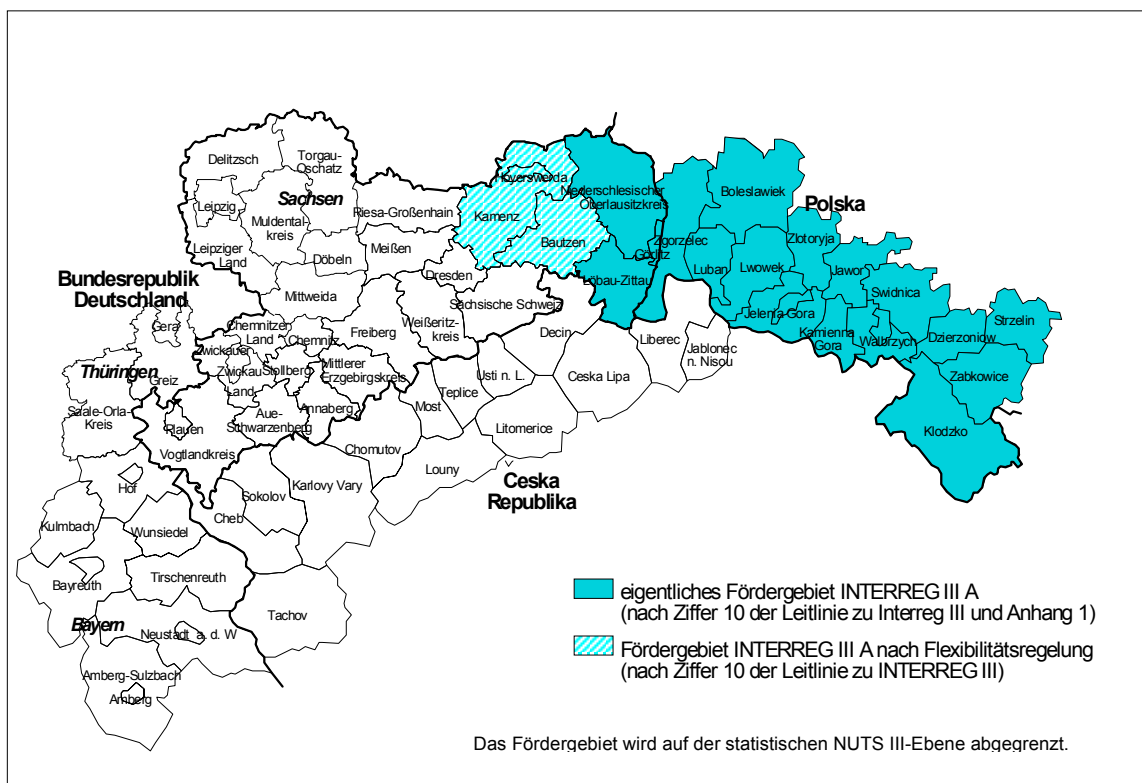 Delitzsch
Torgau-
Oschatz
Sachsen
Leipzig
Muldental-
kreis
Leipziger
Land
Döbeln
Riesa-Großenhain
Meißen
Dresden
Mittweida
Hoyerswerda
Kamenz
Bautzen
Niederschlesischer
Oberlausitzkreis
Görlitz
Löbau-Zittau
Zgorzelec
Boleslawiek
Polska
Luban
Lwowek
Zlotoryja
Jawor
Swidnica
Jelenia-Gora
Kamienna
Gora
Walbrzych
Dzierzoniow
Strzelin
Zabkowice
Klodzko
Bundesrepublik
Deutschland
Gera
Thüringen
Greiz
Saale-Orla-
Kreis
Chemnitzer
Land
Chemnitz
Zwickauer
Zwickau
Land
Stollberg
Freiberg
Weißeritz-
kreis
Sächsische Schweiz
Mittlerer
Erzgebirgskreis
Annaberg
Aue-
Schwarzenberg
Plauen
Vogtlandkreis
Decin
Liberec
Jablonec
n. Nisou
Ceska Lipa
Usti n. L.
Teplice
Most
Litomerice
Chomutov
Louny
Ceska
Republika
Karlovy Vary
Sokolov
Cheb
Tachov
Hof
Kulmbach
Wunsiedel
Bayreuth
Tirschenreuth
Bayern
Neustadt a. d. W
Amberg-Sulzbach
Amberg
eigentliches Fördergebiet INTERREG III A
(nach Ziffer 10 der Leitlinie zu Interreg III und Anhang 1)
Fördergebiet INTERREG III A nach Flexibilitätsregelung
(nach Ziffer 10 der Leitlinie zu INTERREG III)
Das Fördergebiet wird auf der statistischen NUTS III-Ebene abgegrenzt.